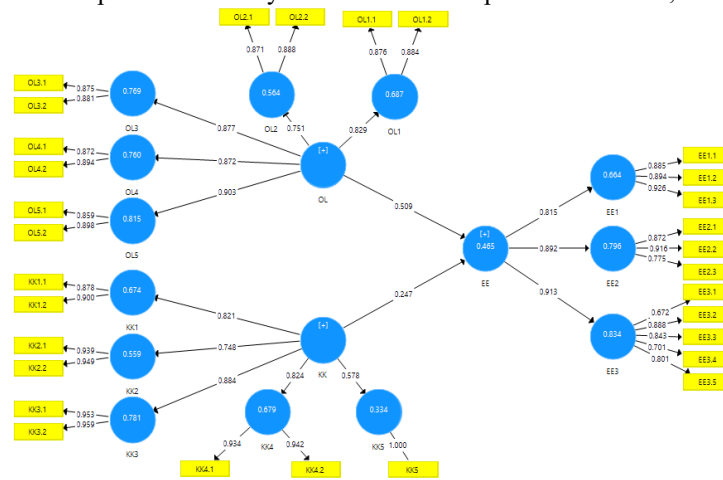 OL2.1 OL2.2 OL1.1 OL1.2
0.871 0.888 0.876 0.884
OL3.1 OL3.2 0.875 0.881 0.769 OL3
0.564 OL2 0.687 OL1
0.877 0.751 0.829
OL4.1 OL4.2 0.872 0.894 0.760 OL4
0.872
[+] OL
OL5.1 OL5.2 0.859 0.898 0.815 OL5
0.903
0.509
[+] 0.465 EE
0.815 0.664 EE1
0.885 0.894 0.926 EE1.1 EE1.2 EE1.3
0.892 0.796 EE2
0.872 0.916 0.775 EE2.1 EE2.2 EE2.3
0.913 0.834 EE3
0.672 0.888 0.843 0.701 0.801 EE3.1 EE3.2 EE3.3 EE3.4 EE3.5
0.247
KK1.1 KK1.2 0.878 0.900 0.674 KK1
0.821
[+] KK
KK2.1 KK2.2 0.939 0.949 0.559 KK2
0.748
KK3.1 KK3.2 0.953 0.959 0.781 KK3
0.884
0.824 0.578
0.679 KK4 0.334 KK5
0.934 0.942 1.000
KK4.1 KK4.2 KK5